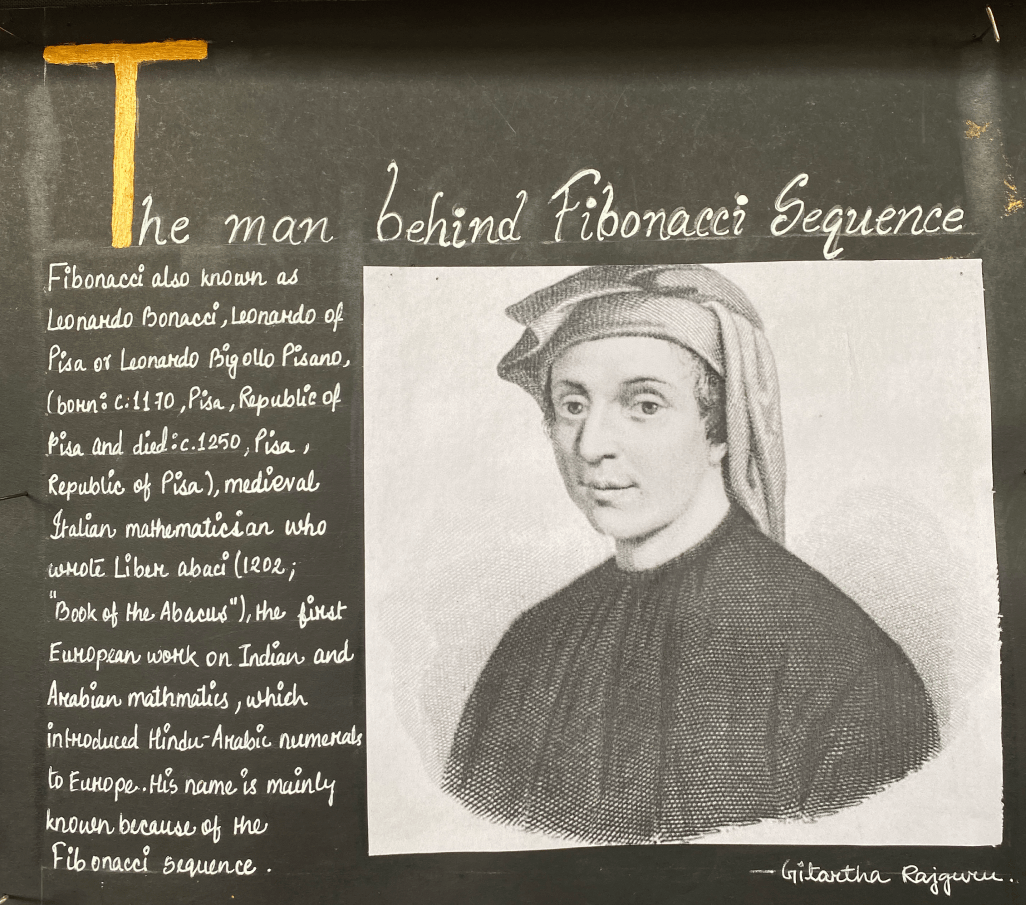 The man behind Fibonacci Sequence
Fibonacci also known as
Leonardo Bonacci, Leonardo of
Pisa or Leonardo Bigollo Pisano,
(born: c.1170, Pisa, Republic of
Pisa and died: c.1250, Pisa,
Republic of Pisa), medieval
Italian mathematician who
wrote Liber abaci (1202;
"Book of the Abacus"), the first
European work on Indian and
Arabian mathmatics, which
introduced Hindu-Arabic numerals
to Europe. His name is mainly
known because of the
Fibonacci sequence.
- Gitartha Rajguru.